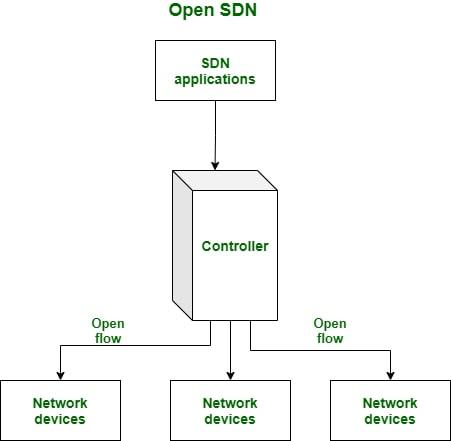 Open SDN
SDN
applications
Controller
Open
flow
Open
flow
Network
devices
Network
devices
Network
devices